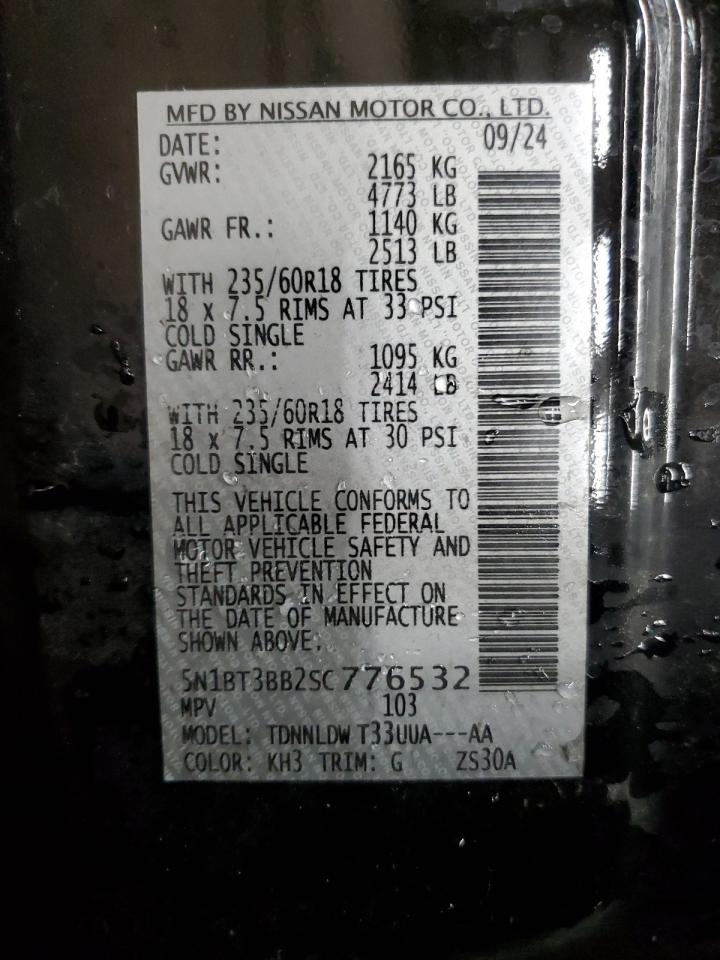 MFD BY NISSAN MOTOR CO., LTD.
DATE: 09/24
GVWR: 2165 KG
4773 LB
GAWR FR.: 1140 KG
2513 LB
WITH 235/60R18 TIRES
18 x 7.5 RIMS AT 33 PSI
COLD SINGLE
GAWR RR.: 1095 KG
2414 LB
WITH 235/60R18 TIRES
18 x 7.5 RIMS AT 30 PSI
COLD SINGLE
THIS VEHICLE CONFORMS TO
ALL APPLICABLE FEDERAL
MOTOR VEHICLE SAFETY AND
THEFT PREVENTION
STANDARDS IN EFFECT ON
THE DATE OF MANUFACTURE
SHOWN ABOVE.
5N1BT3BB2SC776532
MPV 103
MODEL: TDNNLDW T33UUA---AA
COLOR: KH3 TRIM: G ZS30A